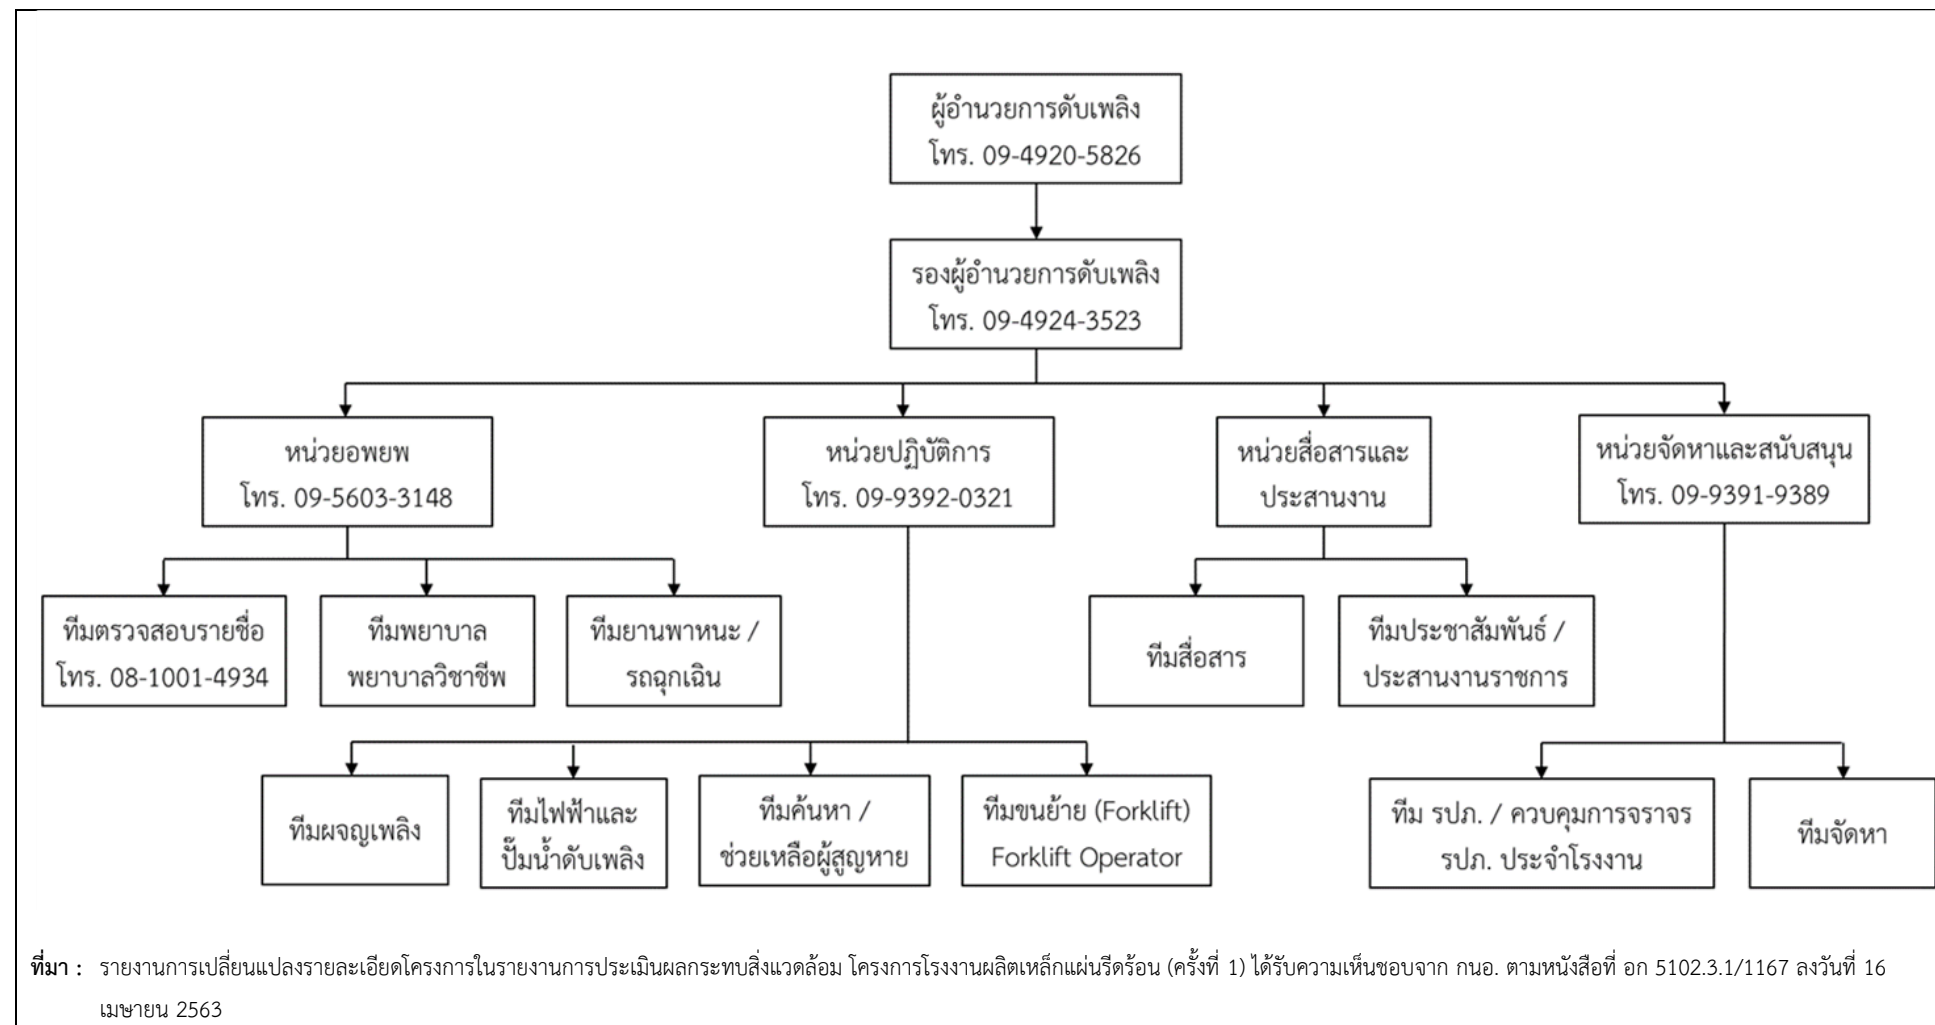 ผู้อำนวยการดับเพลิง
โทร. 09-4920-5826
รองผู้อำนวยการดับเพลิง
โทร. 09-4924-3523
หน่วยอพยพ
โทร. 09-5603-3148
หน่วยปฏิบัติการ
โทร. 09-9392-0321
หน่วยสื่อสารและ
ประสานงาน
หน่วยจัดหาและสนับสนุน
โทร. 09-9391-9389
ทีมตรวจสอบรายชื่อ
โทร. 08-1001-4934
ทีมพยาบาล
พยาบาลวิชาชีพ
ทีมยานพาหนะ /
รถฉุกเฉิน
ทีมสื่อสาร
ทีมประชาสัมพันธ์ /
ประสานงานราชการ
ทีมผจญเพลิง
ทีมไฟฟ้าและ
ปั๊มน้ำดับเพลิง
ทีมค้นหา /
ช่วยเหลือผู้สูญหาย
ทีมขนย้าย (Forklift)
Forklift Operator
ทีม รปภ. / ควบคุมการจราจร
รปภ. ประจำโรงงาน
ทีมจัดหา
ที่มา : รายงานการเปลี่ยนแปลงรายละเอียดโครงการในรายงานการประเมินผลกระทบสิ่งแวดล้อม โครงการโรงงานผลิตเหล็กแผ่นรีดร้อน (ครั้งที่ 1) ได้รับความเห็นชอบจาก กนอ. ตามหนังสือที่ อก 5102.3.1/1167 ลงวันที่ 16
เมษายน 2563